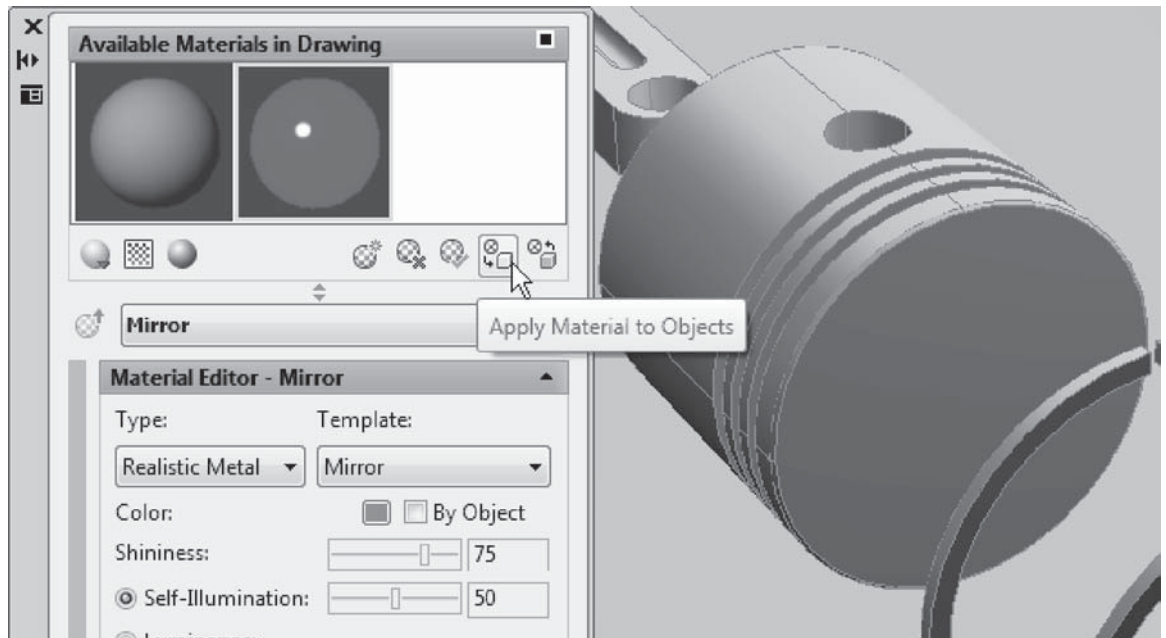 Available Materials in Drawing
Mirror
Apply Material to Objects
Material Editor - Mirror
Type: Template:
Realistic Metal Mirror
Color: By Object
Shininess: 75
Self-Illumination: 50